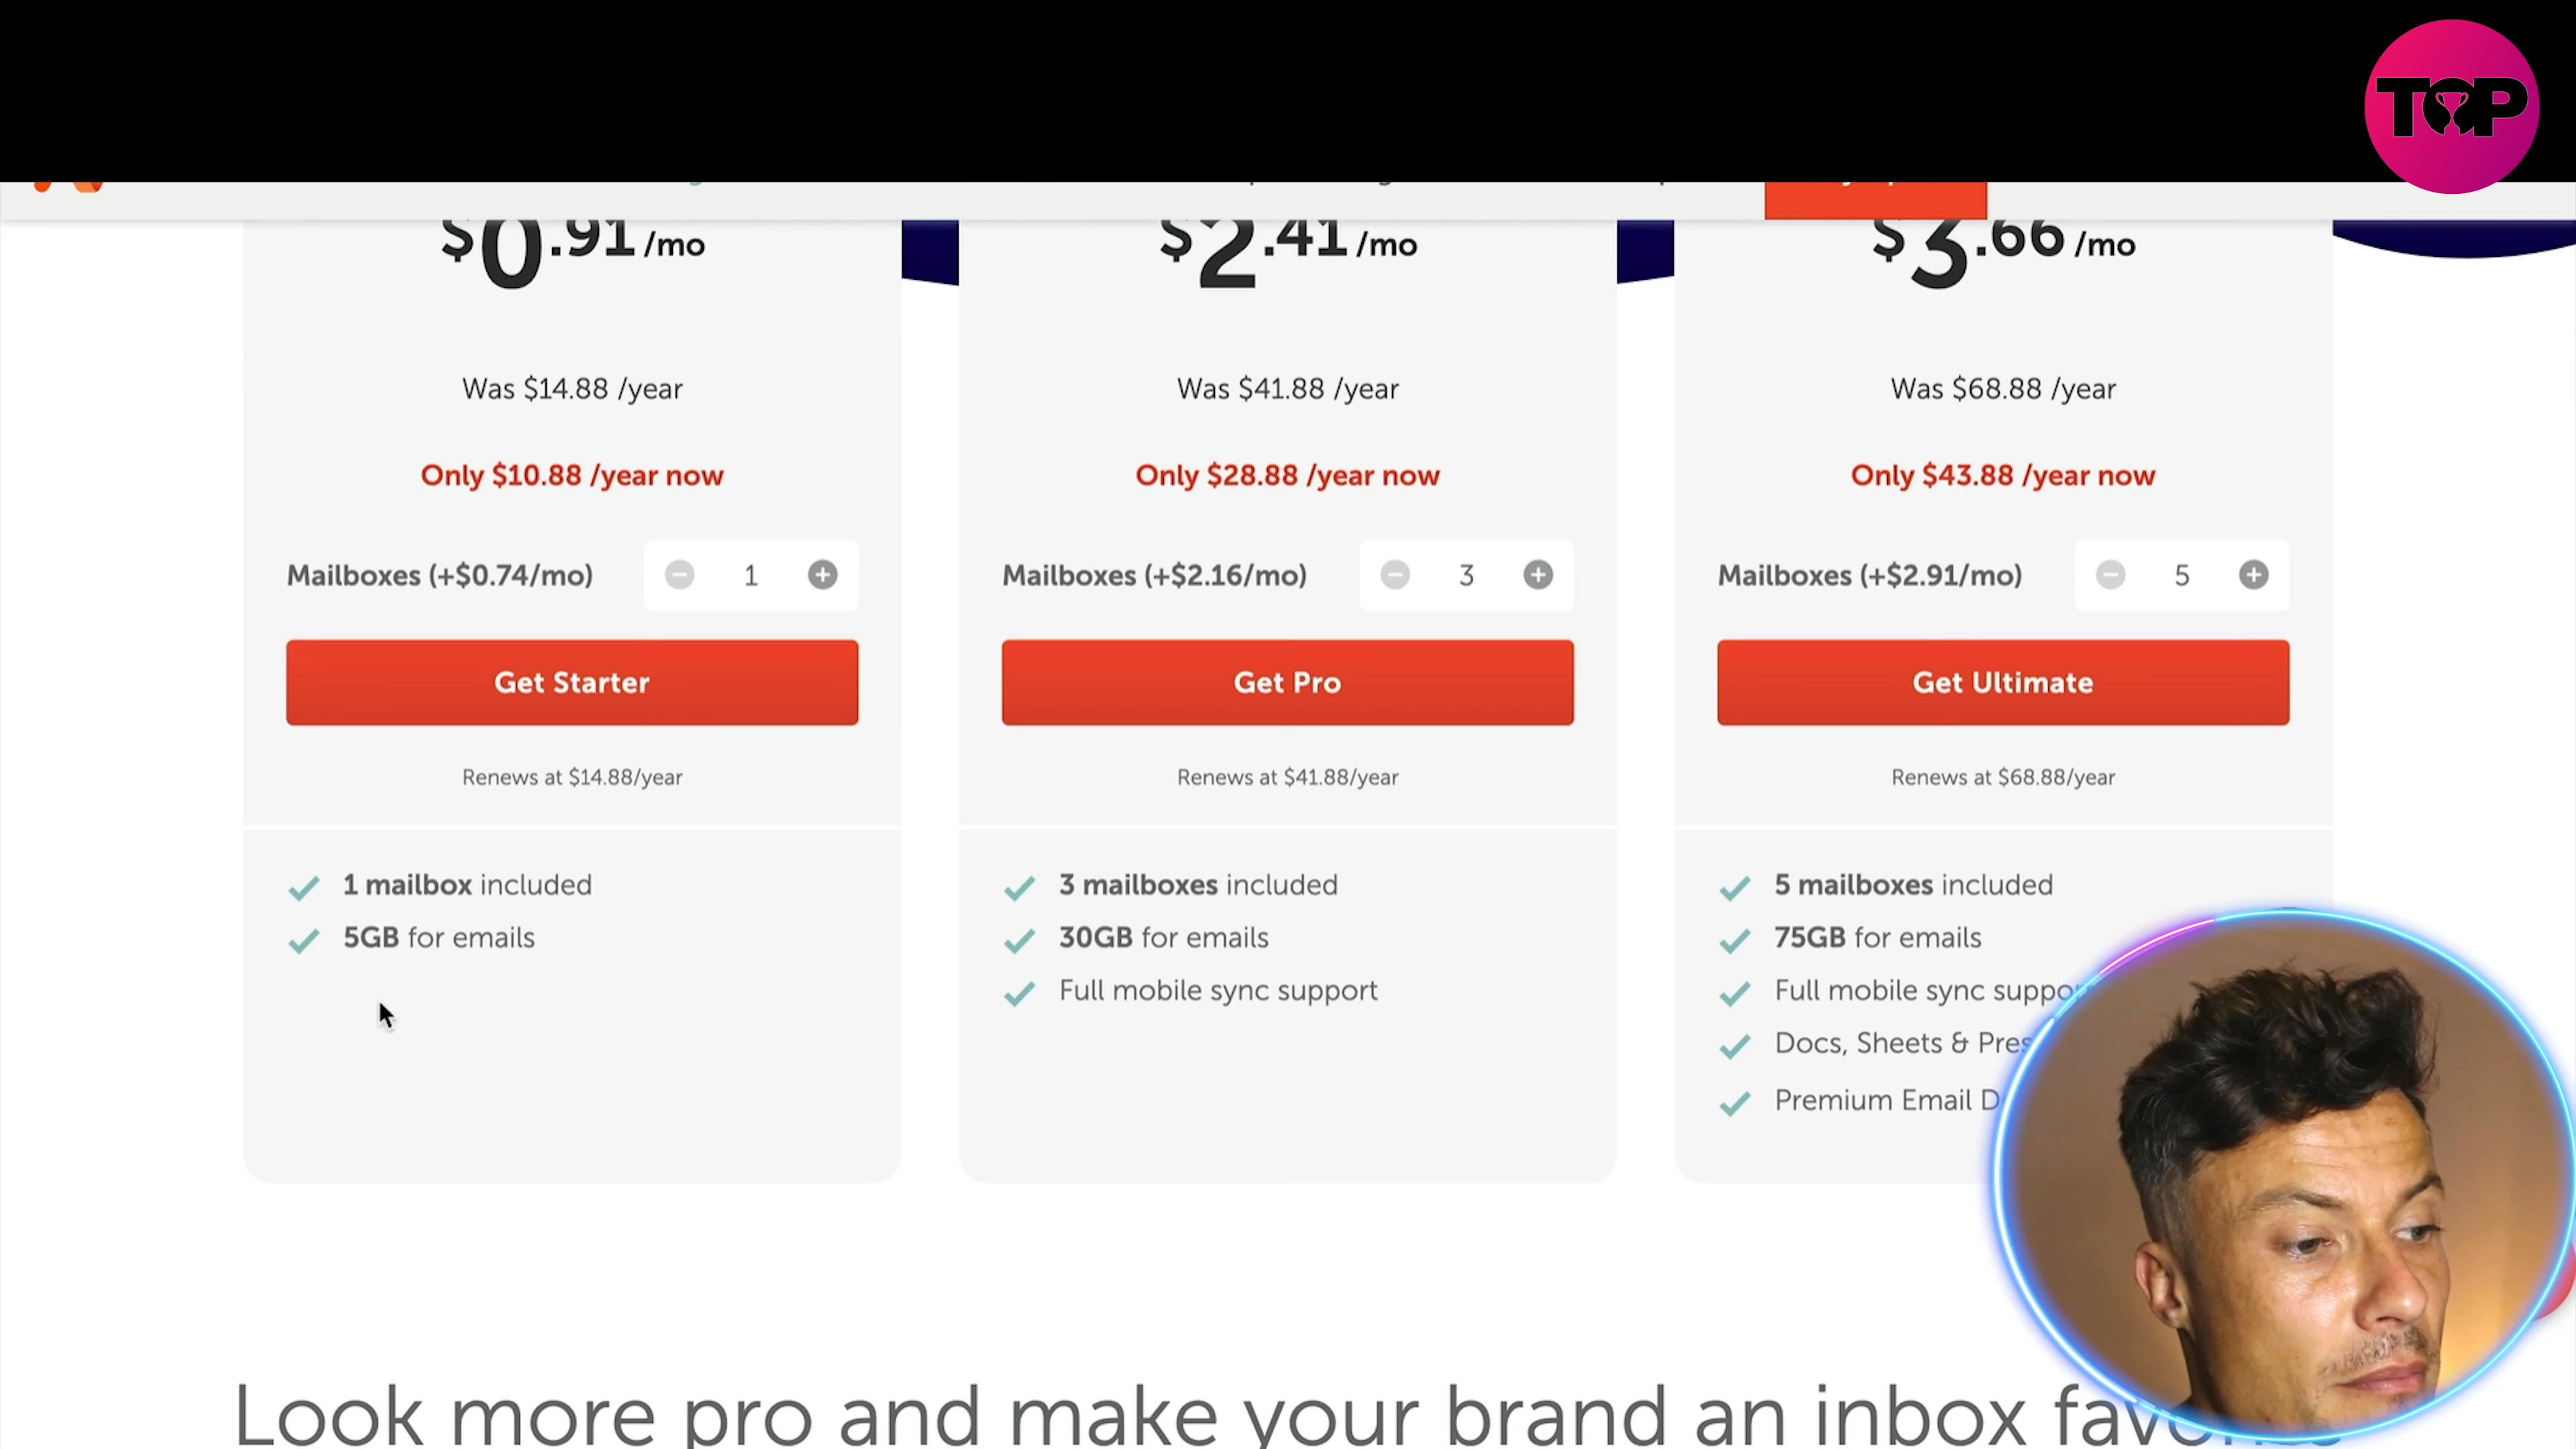 TOP
$0.91 /mo
Was $14.88 /year
Only $10.88 /year now
Mailboxes (+$0.74/mo) 1
Get Starter
Renews at $14.88/year
1 mailbox included
5GB for emails
$2.41 /mo
Was $41.88 /year
Only $28.88 /year now
Mailboxes (+$2.16/mo) 3
Get Pro
Renews at $41.88/year
3 mailboxes included
30GB for emails
Full mobile sync support
$3.66 /mo
Was $68.88 /year
Only $43.88 /year now
Mailboxes (+$2.91/mo) 5
Get Ultimate
Renews at $68.88/year
5 mailboxes included
75GB for emails
Full mobile sync
Docs, Sheets &
Premium Email
Look more pro and make your brand an inbox